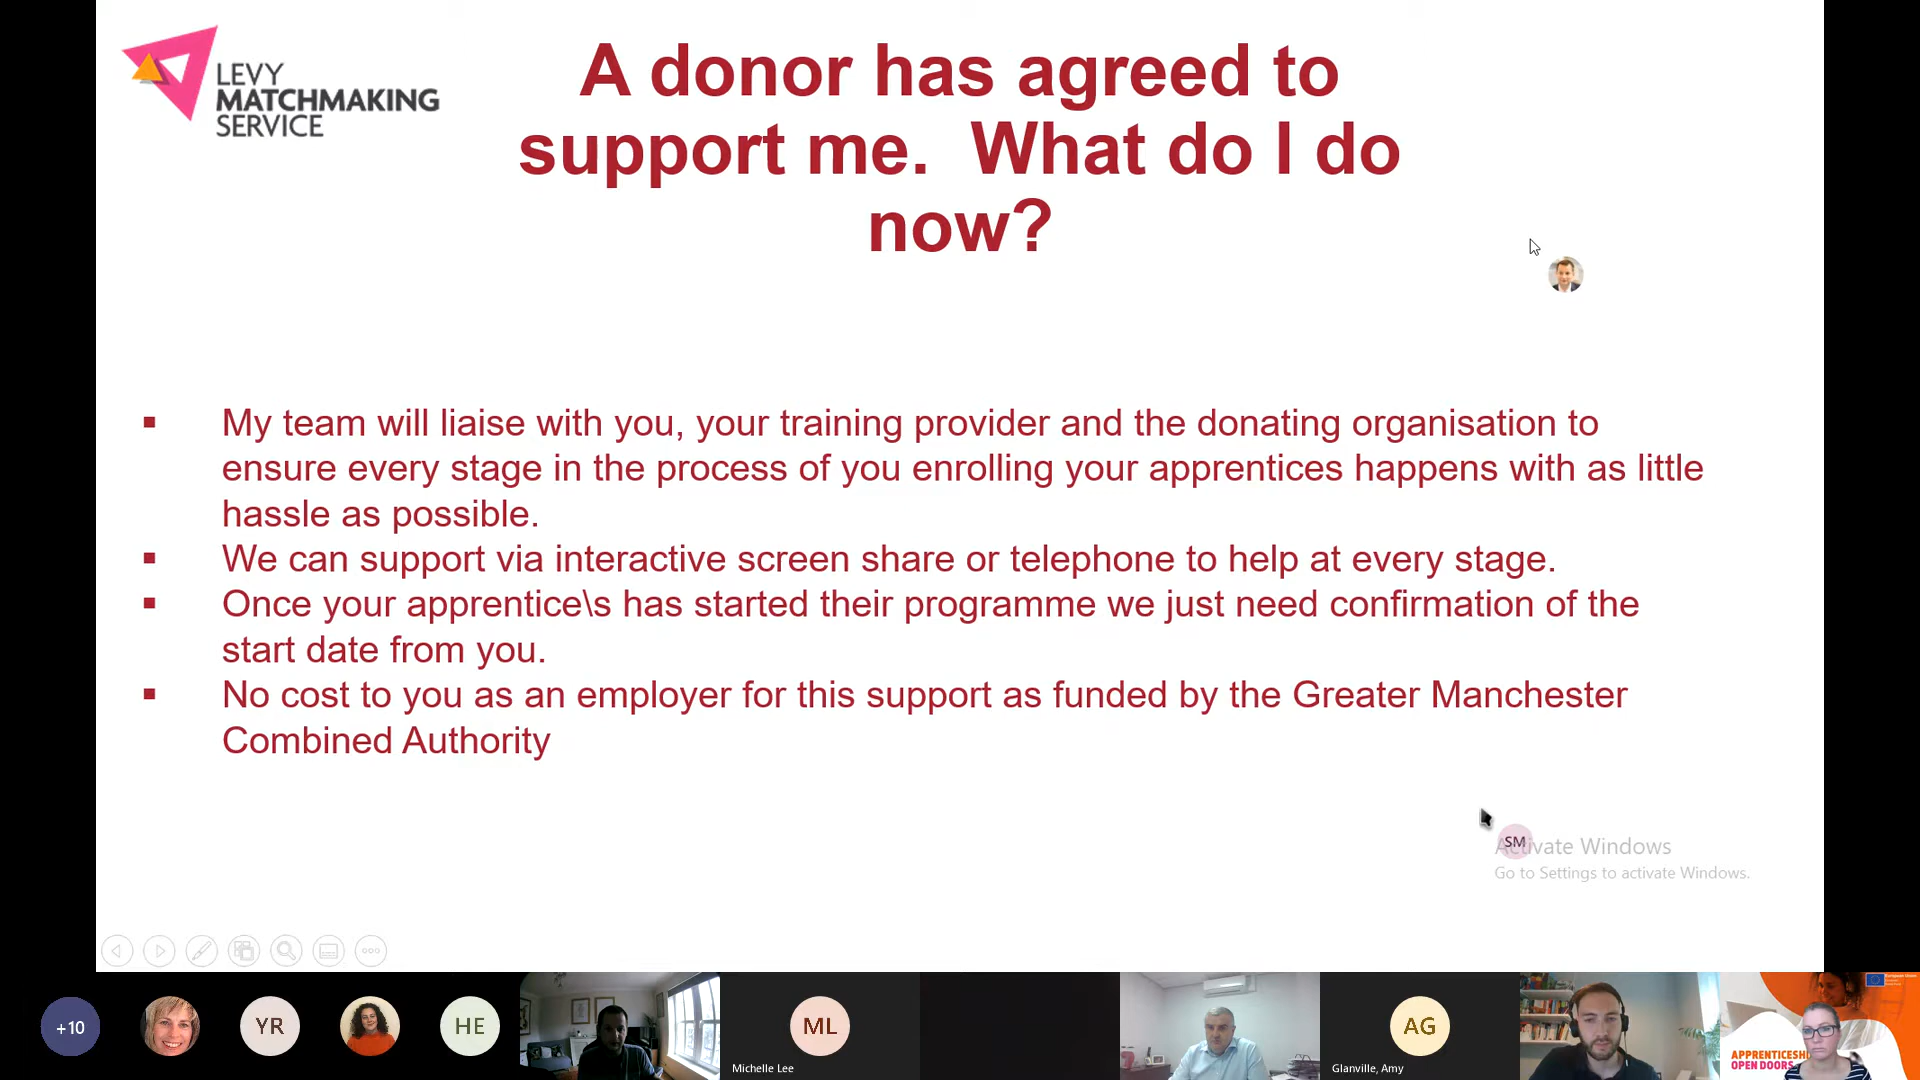 LEVY
MATCHMAKING
SERVICE
A donor has agreed to
support me.  What do I do
now?
▪ My team will liaise with you, your training provider and the donating organisation to
ensure every stage in the process of you enrolling your apprentices happens with as little
hassle as possible.
▪ We can support via interactive screen share or telephone to help at every stage.
▪ Once your apprentice\s has started their programme we just need confirmation of the
start date from you.
▪ No cost to you as an employer for this support as funded by the Greater Manchester
Combined Authority
SM
Activate Windows
Go to Settings to activate Windows.
+10
YR
HE
ML
Michelle Lee
AG
Glanville, Amy
European Union
OPEN DOORS